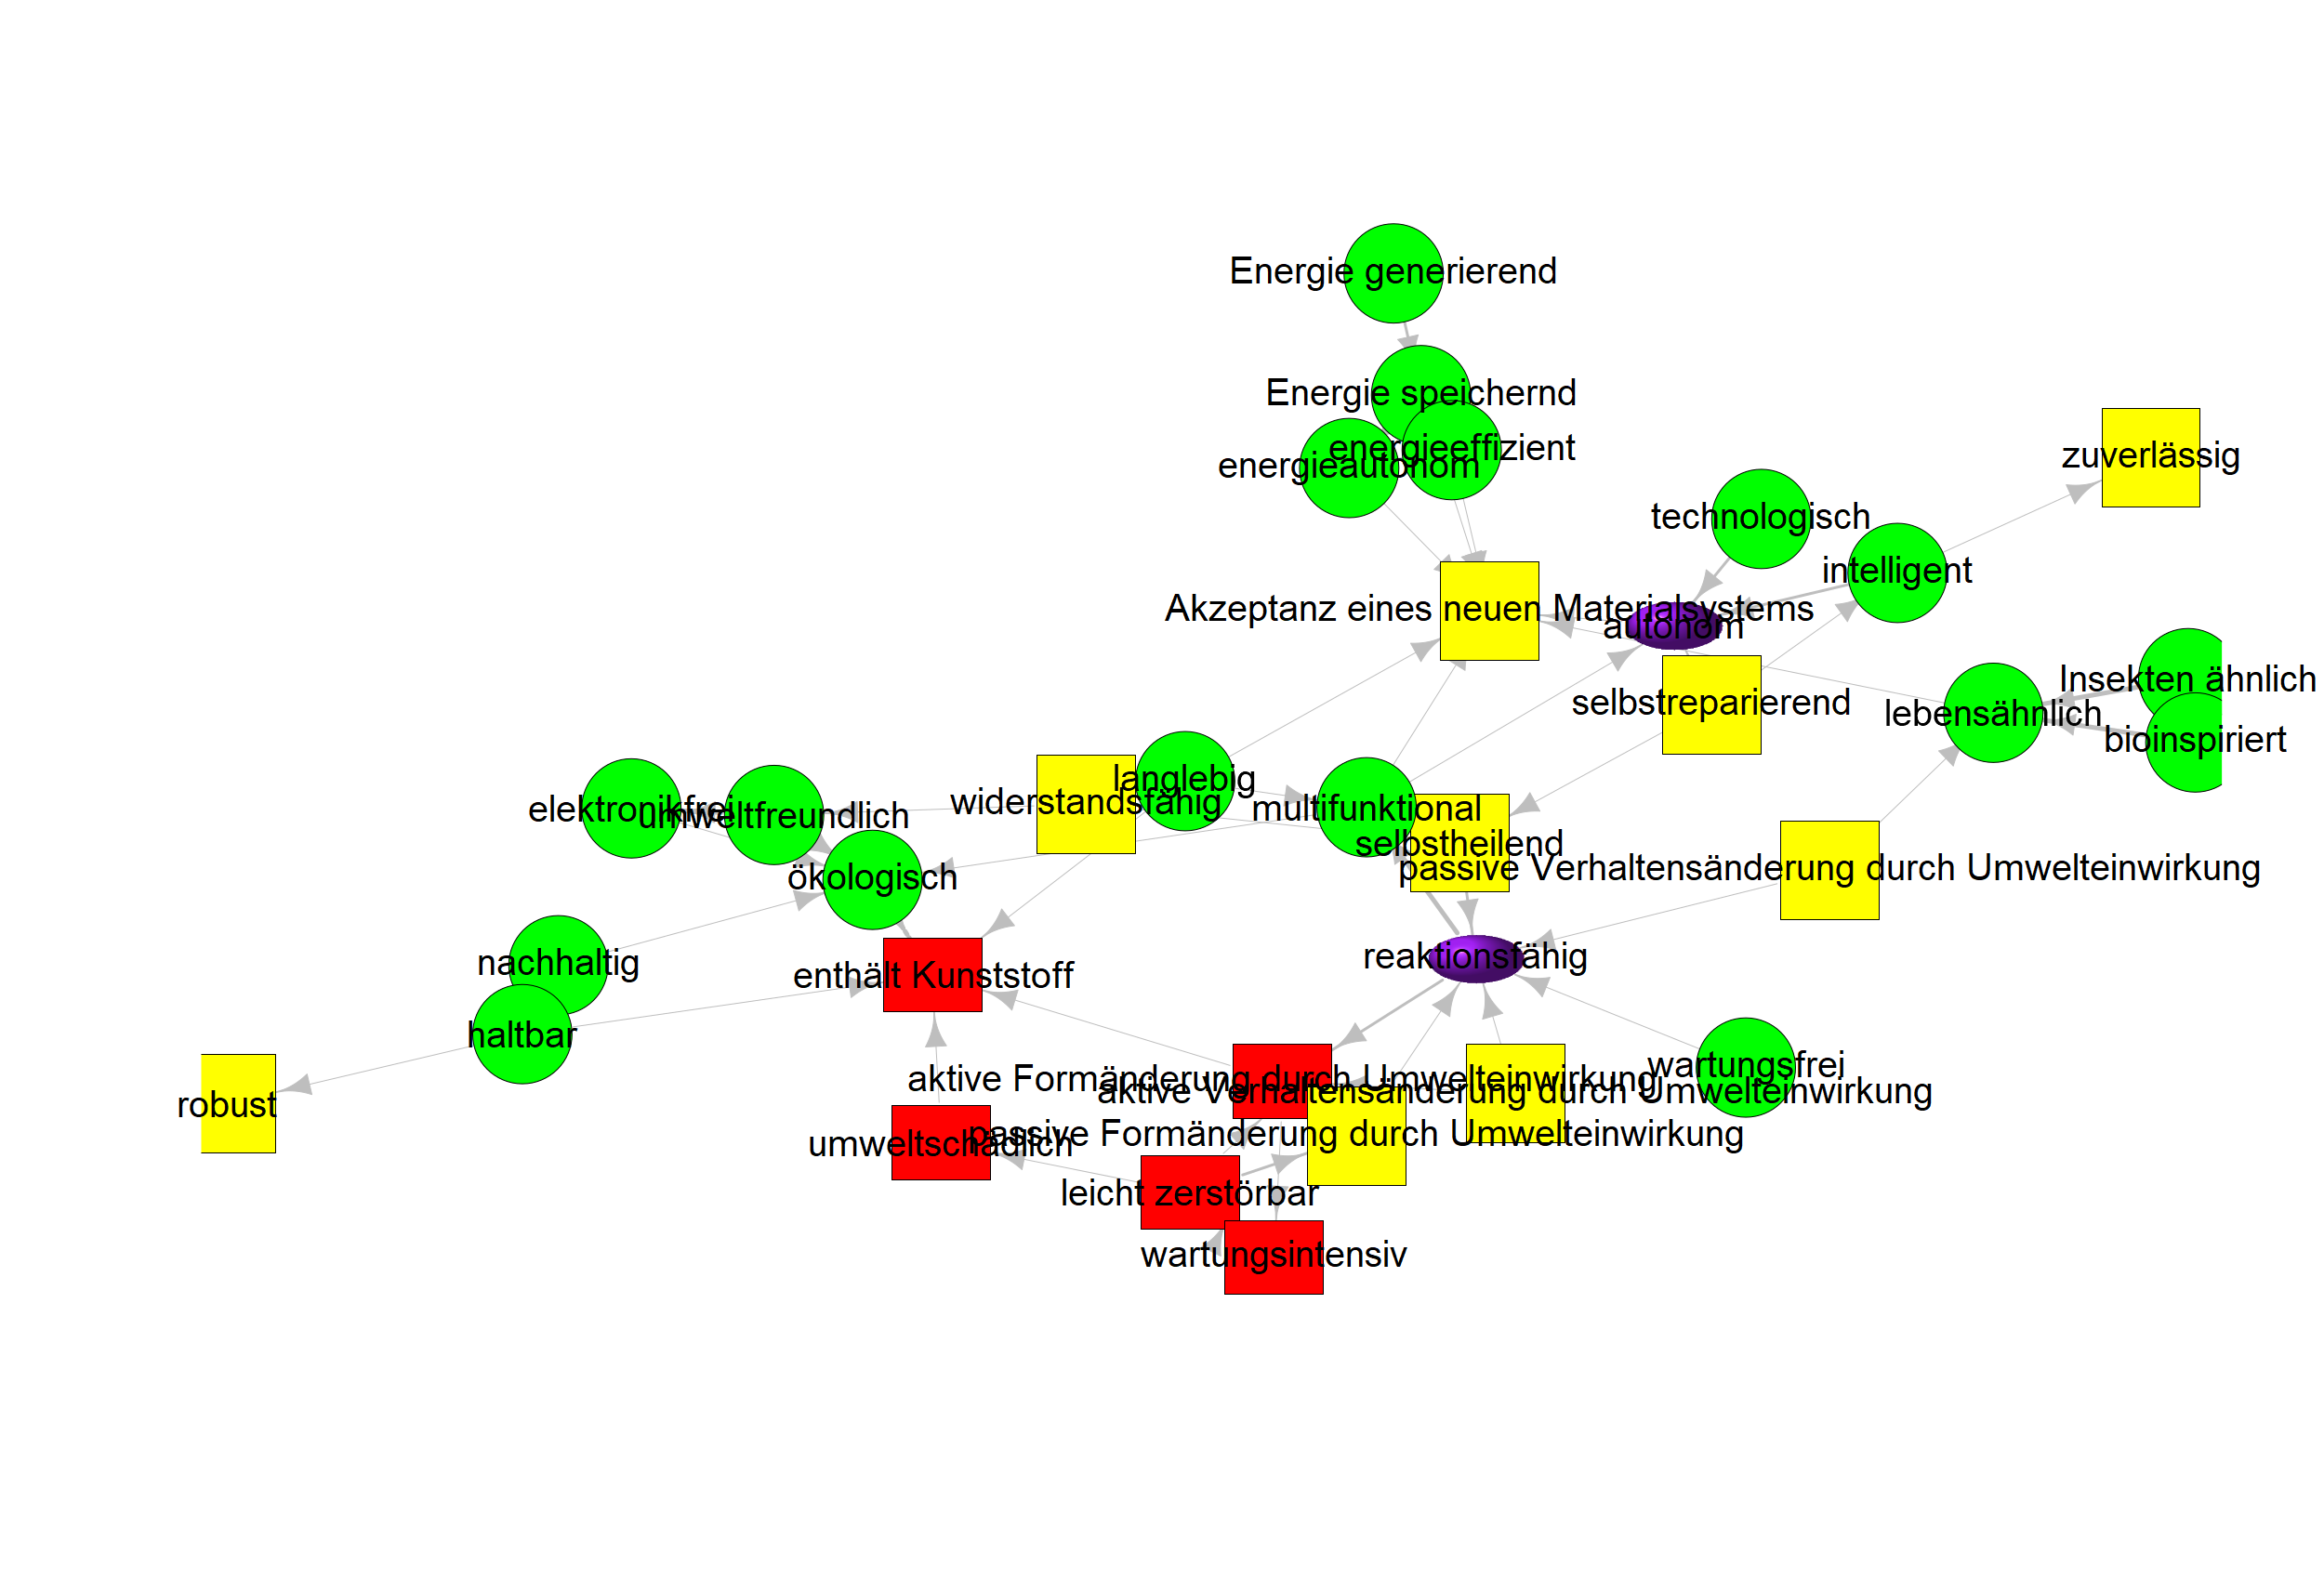 Energie generierend
Energie speichernd
energieeffizient
energieautonom
zuverlässig
technologisch
intelligent
Akzeptanz eines neuen Materialsystems
autonom
Insekten ähnlich
selbstreparierend
lebensähnlich
bioinspiriert
langlebig
widerstandsfähig
elektronikfrei
umweltfreundlich
multifunktional
selbstheilend
passive Verhaltensänderung durch Umwelteinwirkung
ökologisch
nachhaltig
reaktionsfähig
enthält Kunststoff
haltbar
wartungsfrei
aktive Formänderung durch Umwelteinwirkung
aktive Verhaltensänderung durch Umwelteinwirkung
robust
passive Formänderung durch Umwelteinwirkung
umweltschädlich
leicht zerstörbar
wartungsintensiv